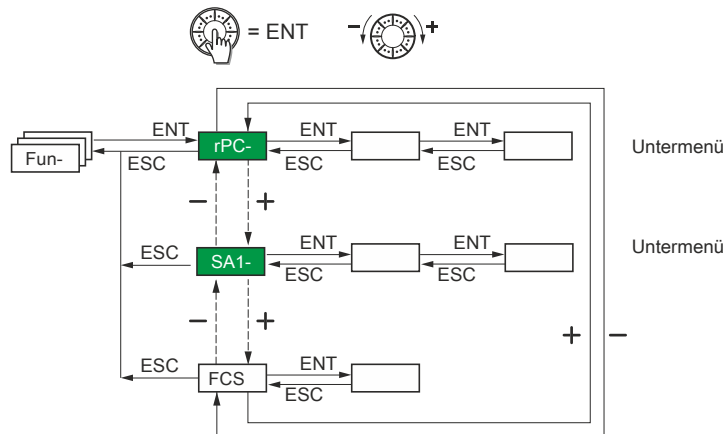 = ENT
− +
ENT
rPC-
ENT
ENT
Untermenü
Fun-
ESC
ESC
ESC
− +
ENT
ENT
Untermenü
ESC
SA1-
ESC
ESC
− +
+ −
ESC
ENT
FCS
ESC